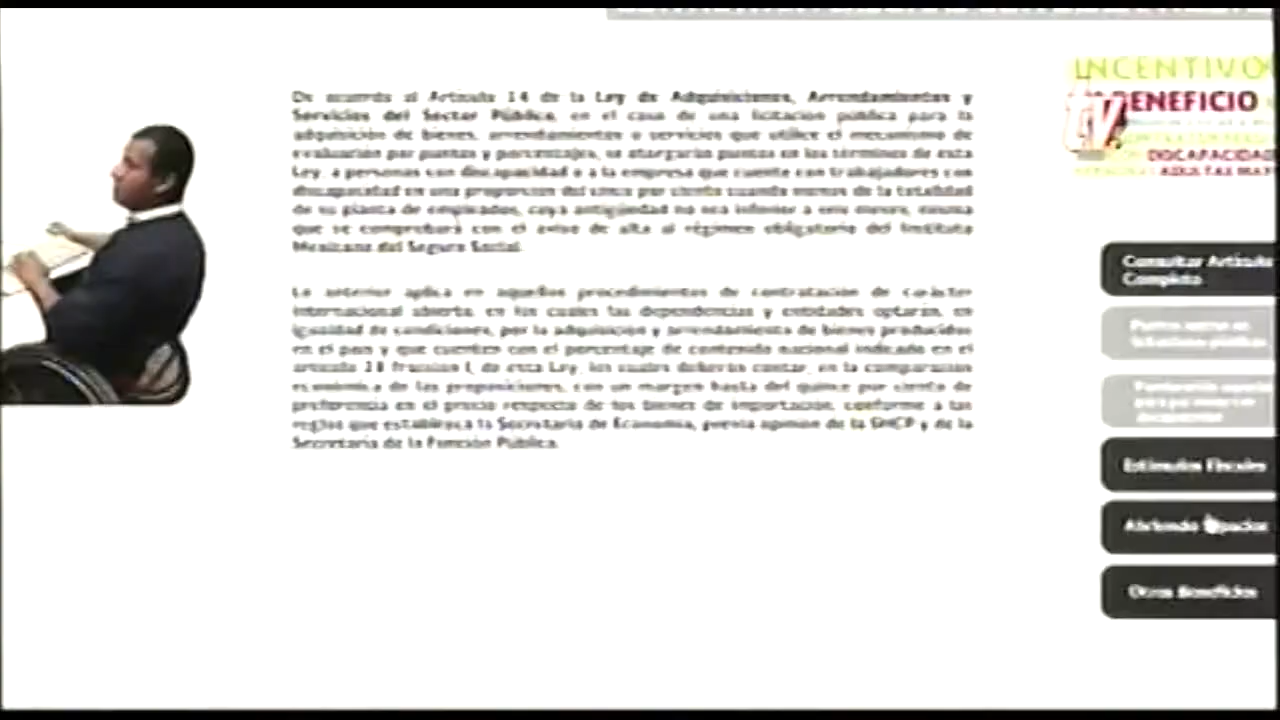 INCENTIVO
BENEFICIO
tv.
DISCAPACIDAD
ADULTAS MAY
De acuerdo al Artículo 14 de la Ley de Adquisiciones, Arrendamientos y
Servicios del Sector Público, en el caso de una licitación pública para la
adquisición de bienes, arrendamientos o servicios que utilice el mecanismo de
evaluación por puntos y porcentajes, se otorgarán puntos en los términos de esta
Ley, a personas con discapacidad o a la empresa que cuente con trabajadores con
discapacidad en una proporción del cinco por ciento cuando menos de la totalidad
de su planta de empleados, cuya antigüedad no sea inferior a seis meses, misma
que se comprobará con el aviso de alta al régimen obligatorio del Instituto
Mexicano del Seguro Social.
Lo anterior aplica en aquellos procedimientos de contratación de carácter
internacional abierto, en los cuales las dependencias y entidades optarán, en
igualdad de condiciones, por la adquisición y arrendamiento de bienes producidos
en el país y que cuenten con el porcentaje de contenido nacional indicado en el
artículo 28 fracción I, de esta Ley, los cuales deberán contar, en la comparación
económica de las proposiciones, con un margen hasta del quince por ciento de
preferencia en el precio respecto de los bienes de importación, conforme a las
reglas que establezca la Secretaría de Economía, previa opinión de la SHCP y de la
Secretaría de la Función Pública.
Consultar Artículo
Completo
Estímulos Fiscales
Abriendo
Otros Beneficios